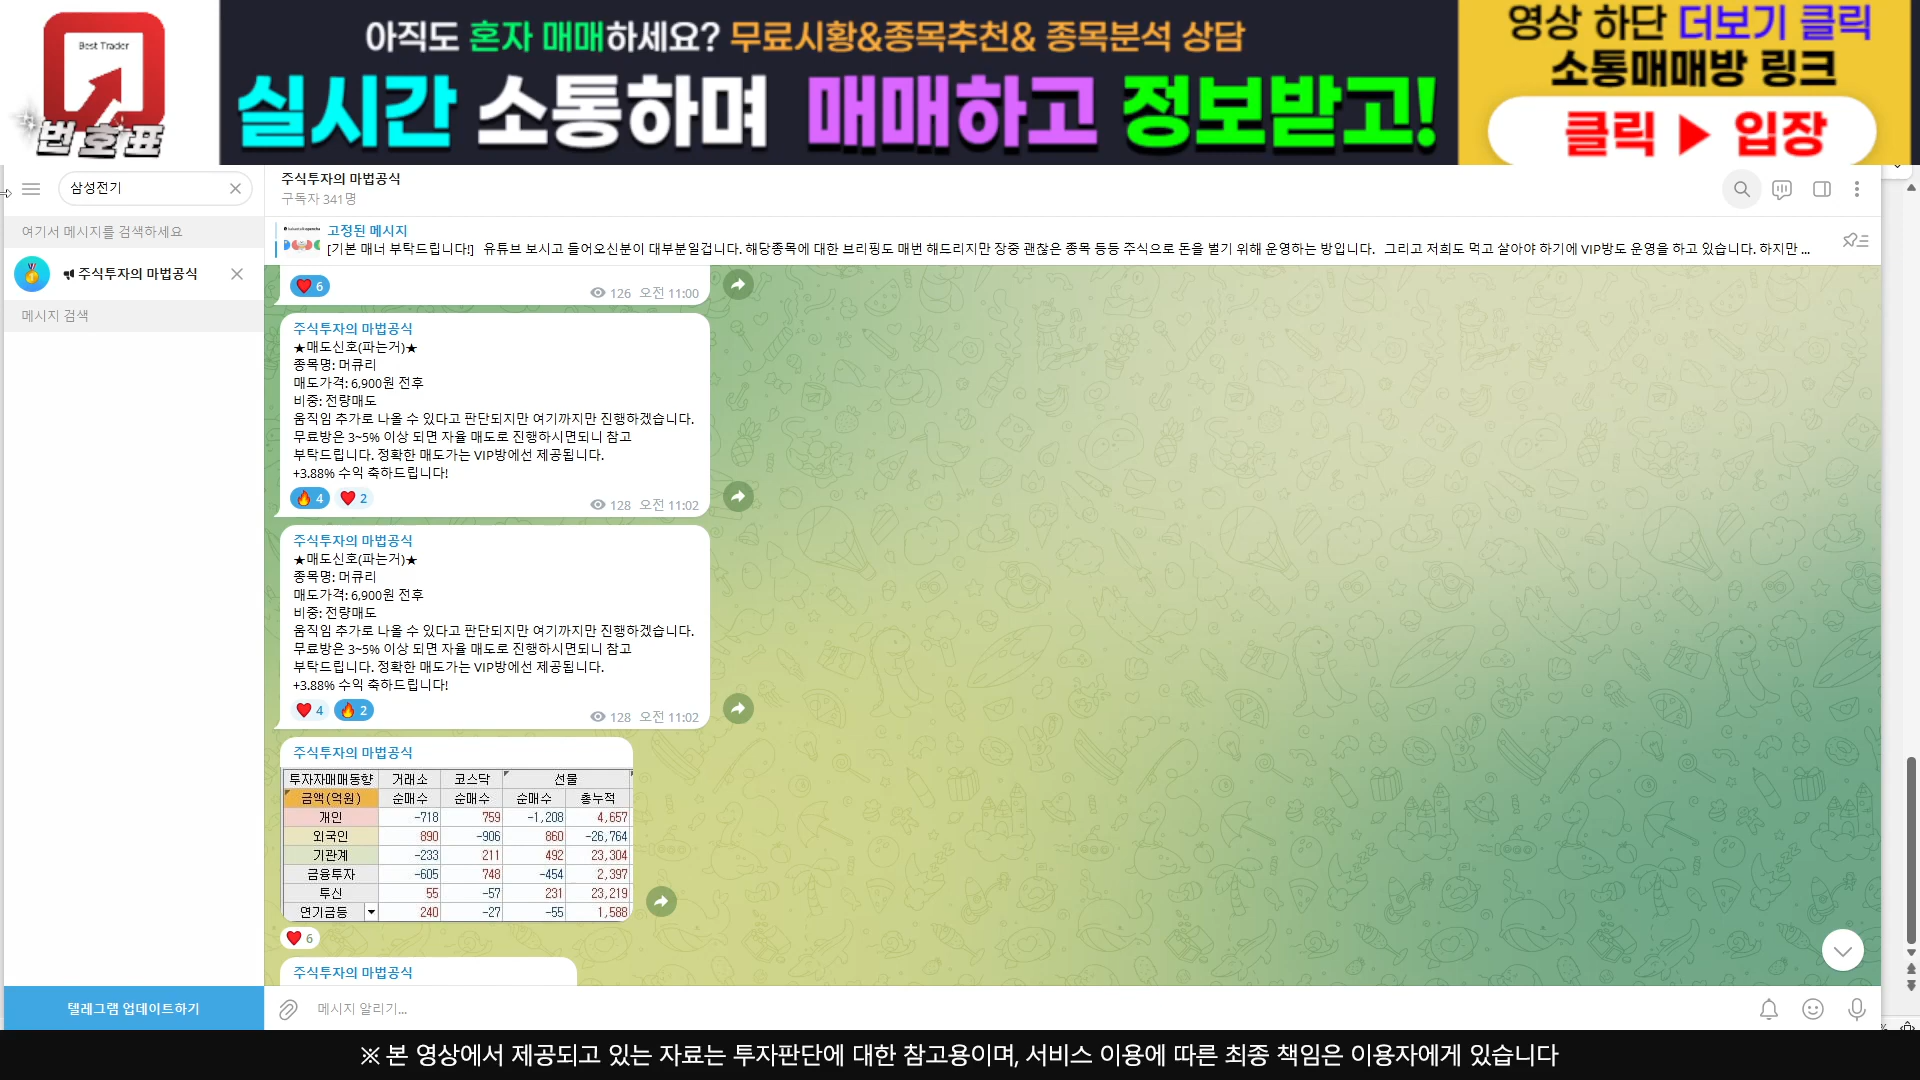 Best Trader
번호표
아직도 혼자 매매하세요? 무료시황&종목추천& 종목분석 상담
실시간 소통하며 매매하고 정보받고!
영상 하단 더보기 클릭
소통매매방 링크
클릭 ▶ 입장
삼성전기
여기서 메시지를 검색하세요
주식투자의 마법공식
메시지 검색
텔레그램 업데이트하기
주식투자의 마법공식
구독자 341명
고정된 메시지
[기본 매너 부탁드립니다!] 유튜브 보시고 들어오신분이 대부분일겁니다. 해당종목에 대한 브리핑도 매번 해드리지만 장중 괜찮은 종목 등등 주식으로 돈을 벌기 위해 운영하는 방입니다. 그리고 저희도 먹고 살아야 하기에 VIP방도 운영을 하고 있습니다. 하지만 ...
6
126 오전 11:00
주식투자의 마법공식
★매도신호(파는거)★
종목명: 머큐리
매도가격: 6,900원 전후
비중: 전량매도
움직임 추가로 나올 수 있다고 판단되지만 여기까지만 진행하겠습니다.
무료방은 3~5% 이상 되면 자율 매도로 진행하시면되니 참고
부탁드립니다. 정확한 매도가는 VIP방에선 제공됩니다.
+3.88% 수익 축하드립니다!
4 2
128 오전 11:02
주식투자의 마법공식
★매도신호(파는거)★
종목명: 머큐리
매도가격: 6,900원 전후
비중: 전량매도
움직임 추가로 나올 수 있다고 판단되지만 여기까지만 진행하겠습니다.
무료방은 3~5% 이상 되면 자율 매도로 진행하시면되니 참고
부탁드립니다. 정확한 매도가는 VIP방에선 제공됩니다.
+3.88% 수익 축하드립니다!
4 2
128 오전 11:02
주식투자의 마법공식
투자자매매동향 거래소 코스닥 선물
금액(억원) 순매수 순매수 순매수 총누적
개인 -718 759 -1,208 4,657
외국인 890 -906 860 -26,764
기관계 -233 211 492 23,304
금융투자 -605 748 -454 2,397
투신 55 -57 231 23,219
연기금등 240 -27 -55 1,588
6
주식투자의 마법공식
메시지 알리기...
※ 본 영상에서 제공되고 있는 자료는 투자판단에 대한 참고용이며, 서비스 이용에 따른 최종 책임은 이용자에게 있습니다